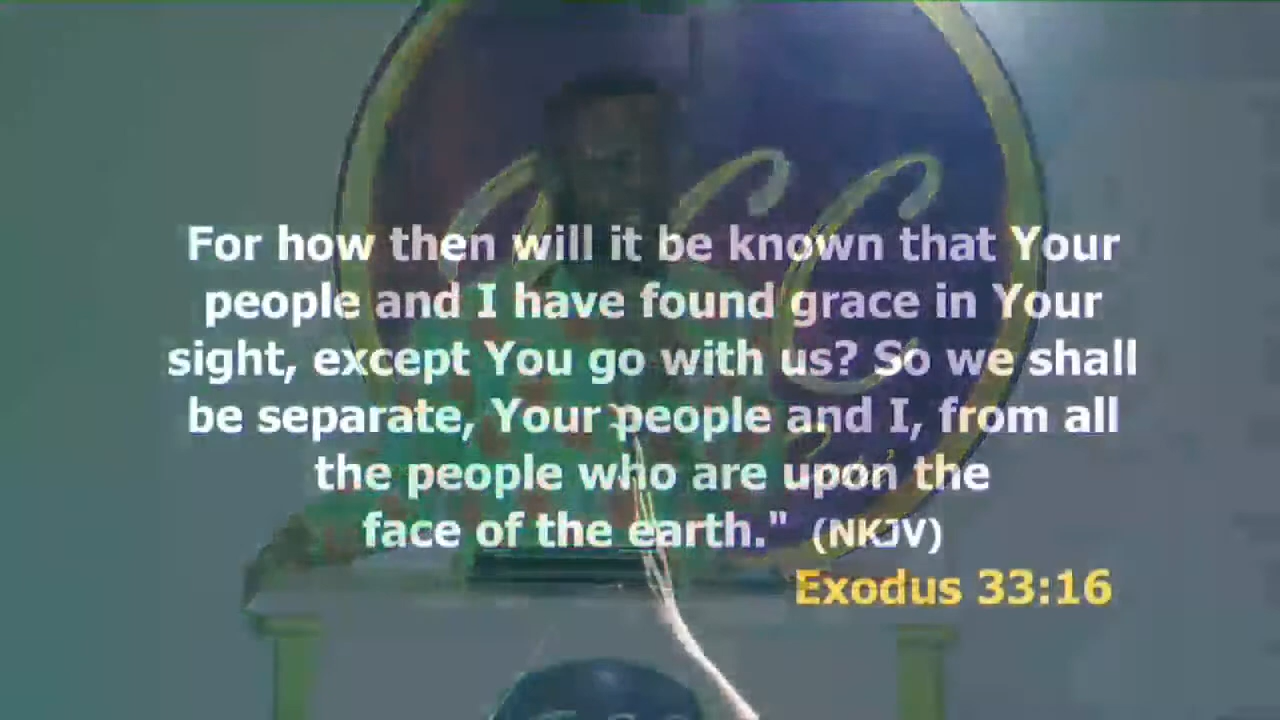 For how then will it be known that Your
people and I have found grace in Your
sight, except You go with us? So we shall
be separate, Your people and I, from all
the people who are upon the
face of the earth." (NKJV)
Exodus 33:16